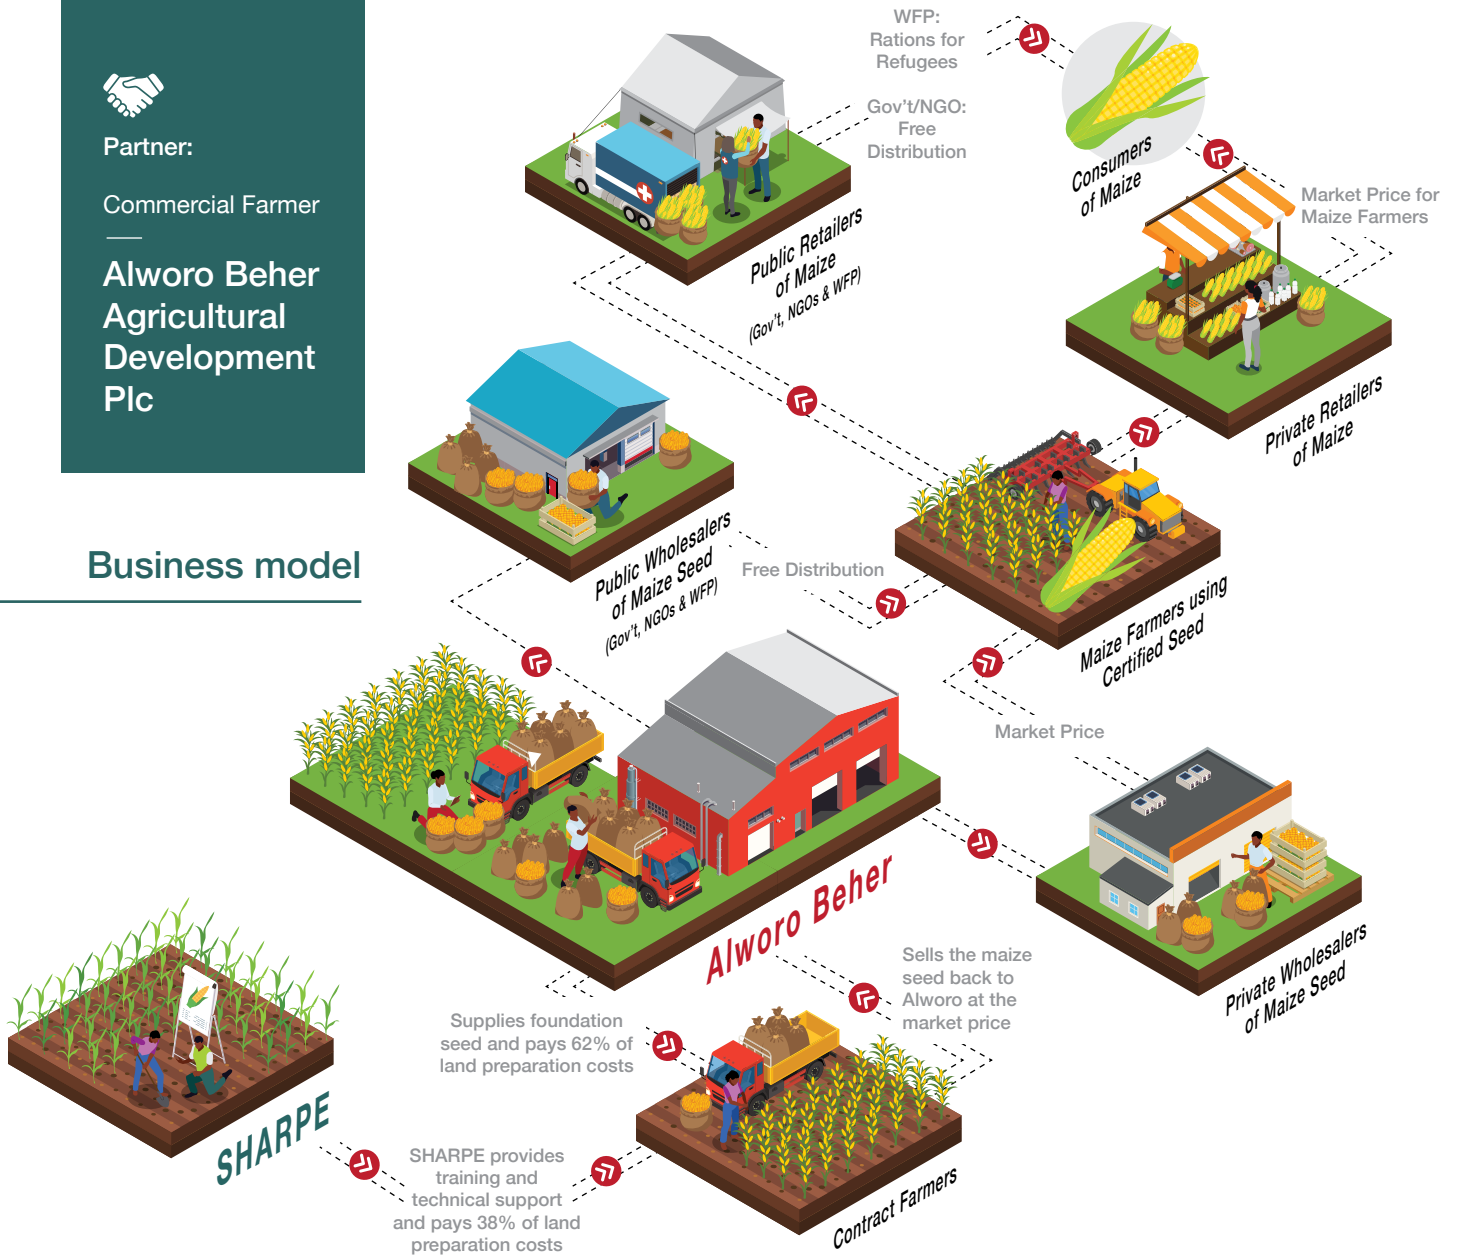 Partner:
Commercial Farmer
Alworo Beher
Agricultural
Development
Plc
Business model
WFP:
Rations for
Refugees
Gov't/NGO:
Free
Distribution
Consumers
of Maize
Market Price for
Maize Farmers
Public Retailers
of Maize
(Gov't, NGOs & WFP)
Private Retailers
of Maize
Public Wholesalers
of Maize Seed
(Gov't, NGOs & WFP)
Free Distribution
Maize Farmers using
Certified Seed
Market Price
Alworo Beher
Private Wholesalers
of Maize Seed
Sells the maize
seed back to
Alworo at the
market price
Supplies foundation
seed and pays 62% of
land preparation costs
SHARPE
SHARPE provides
training and
technical support
and pays 38% of land
preparation costs
Contract Farmers